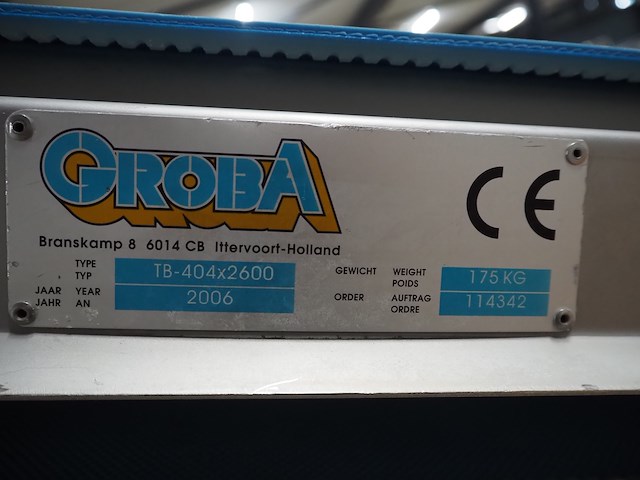 GROBA
CE
Branskamp 8 6014 CB Ittervoort-Holland
TYPE
TYP
TB-404x2600
GEWICHT
WEIGHT
POIDS
175 KG
JAAR YEAR
JAHR AN
2006
ORDER
AUFTRAG
ORDRE
114342